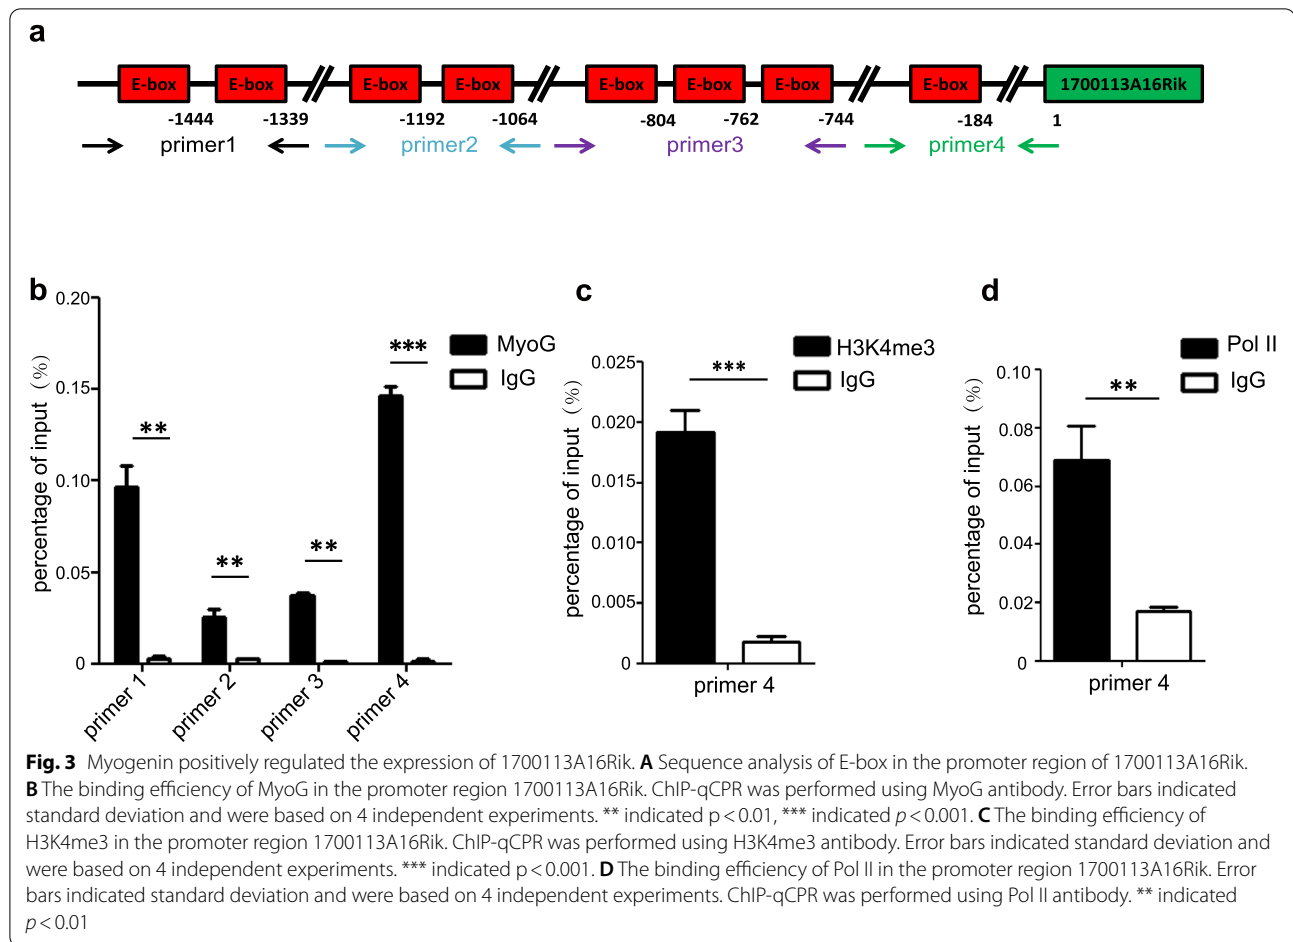 a
E-box E-box E-box E-box E-box E-box E-box E-box 1700113A16Rik
-1444 -1339 -1192 -1064 -804 -762 -744 -184 1
primer1 primer2 primer3 primer4
b
0.20
0.15
0.10
0.05
0
percentage of input (%)
***
**
**
**
MyoG
IgG
primer 1
primer 2
primer 3
primer 4
c
0.025
0.020
0.015
0.010
0.005
0
percentage of input (%)
***
H3K4me3
IgG
primer 4
d
0.10
0.08
0.06
0.04
0.02
0
percentage of input (%)
**
Pol II
IgG
primer 4
Fig. 3 Myogenin positively regulated the expression of 1700113A16Rik. A Sequence analysis of E-box in the promoter region of 1700113A16Rik.
B The binding efficiency of MyoG in the promoter region 1700113A16Rik. ChIP-qCPR was performed using MyoG antibody. Error bars indicated
standard deviation and were based on 4 independent experiments. ** indicated p < 0.01, *** indicated p < 0.001. C The binding efficiency of
H3K4me3 in the promoter region 1700113A16Rik. ChIP-qCPR was performed using H3K4me3 antibody. Error bars indicated standard deviation and
were based on 4 independent experiments. *** indicated p < 0.001. D The binding efficiency of Pol II in the promoter region 1700113A16Rik. Error
bars indicated standard deviation and were based on 4 independent experiments. ChIP-qCPR was performed using Pol II antibody. ** indicated
p < 0.01